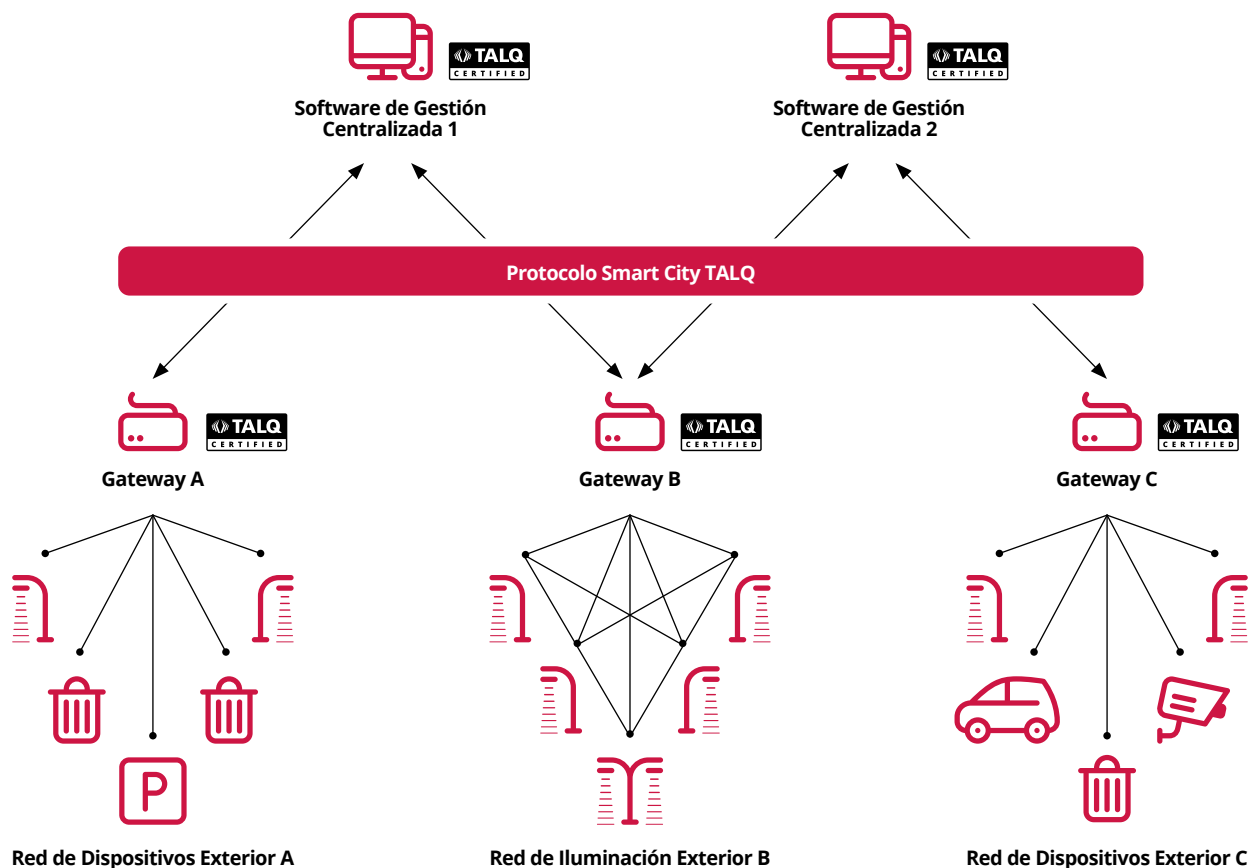 TALQ
CERTIFIED
TALQ
CERTIFIED
Software de Gestión
Centralizada 1
Software de Gestión
Centralizada 2
Protocolo Smart City TALQ
TALQ
CERTIFIED
TALQ
CERTIFIED
TALQ
CERTIFIED
Gateway A
Gateway B
Gateway C
P
Red de Dispositivos Exterior A
Red de Iluminación Exterior B
Red de Dispositivos Exterior C